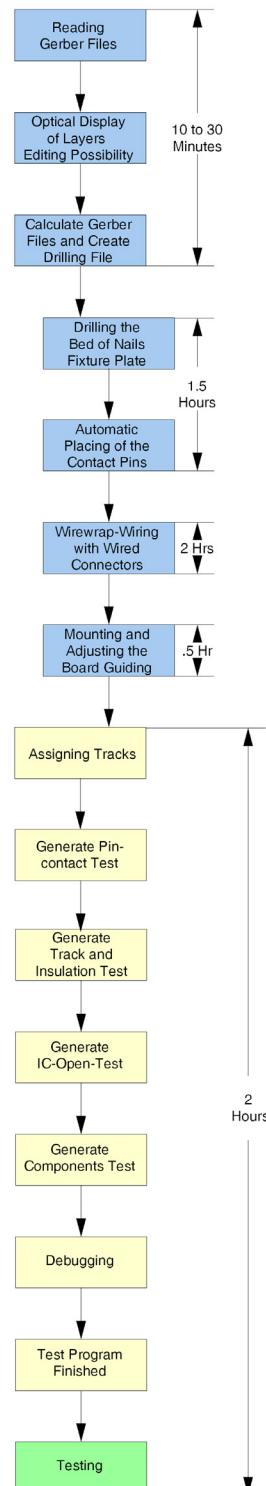 Reading
Gerber Files
Optical Display
of Layers
Editing Possibility
10 to 30
Minutes
Calculate Gerber
Files and Create
Drilling File
Drilling the
Bed of Nails
Fixture Plate
1.5
Hours
Automatic
Placing of the
Contact Pins
Wirewrap-Wiring
with Wired
Connectors
2 Hrs
Mounting and
Adjusting the
Board Guiding
.5 Hr
Assigning Tracks
Generate Pin-
contact Test
Generate
Track and
Insulation Test
Generate
IC-Open-Test
2
Hours
Generate
Components Test
Debugging
Test Program
Finished
Testing